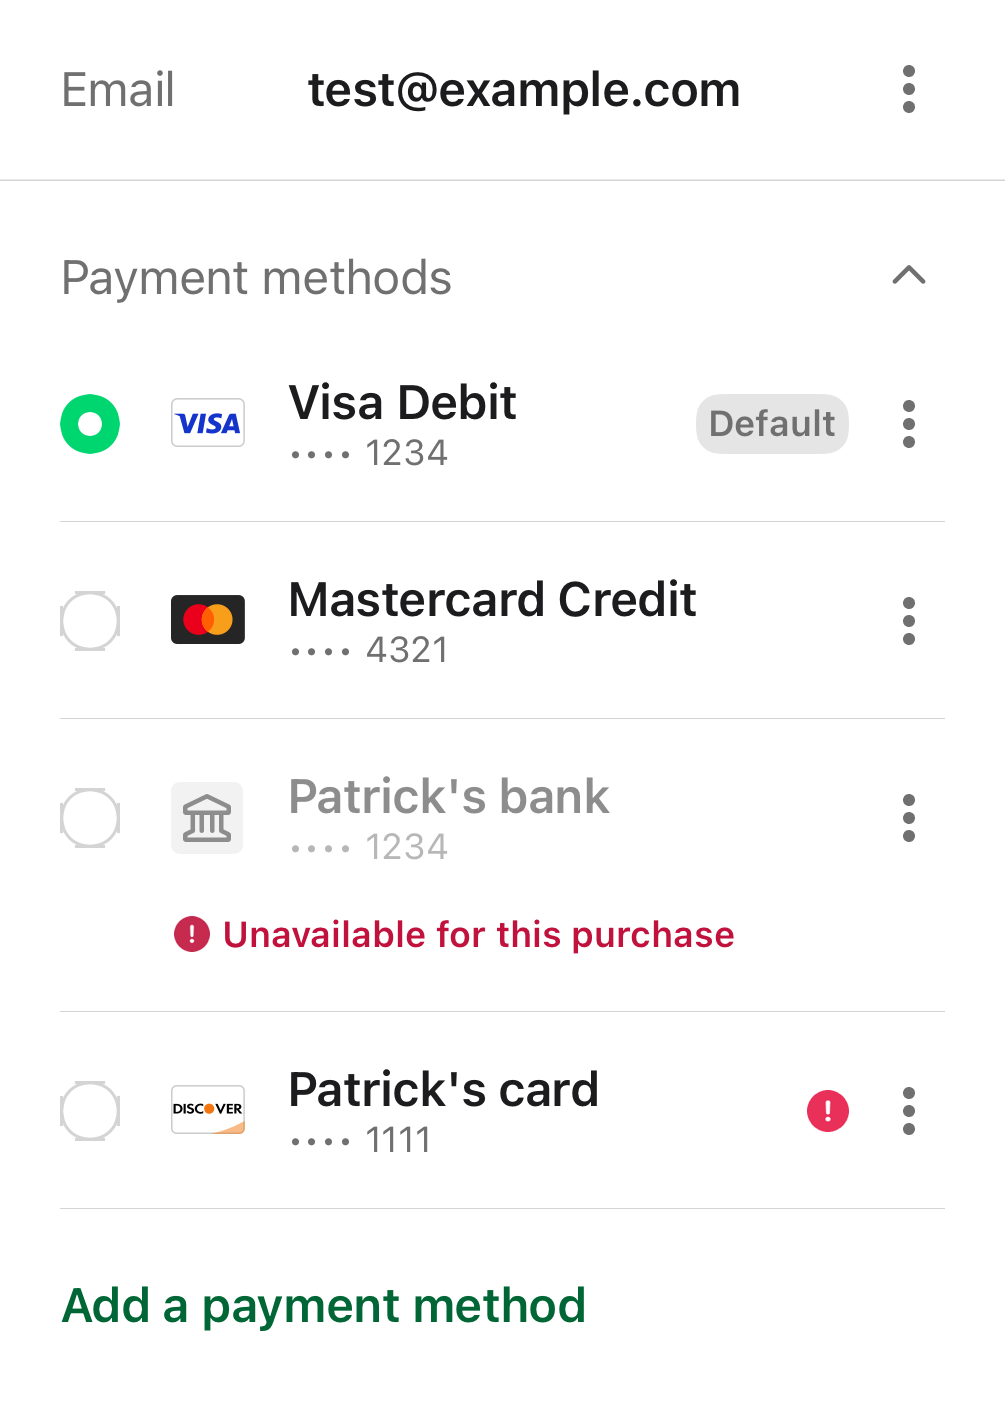 Email test@example.com
Payment methods
VISA Visa Debit Default
•••• 1234
Mastercard Credit
•••• 4321
Patrick's bank
•••• 1234
! Unavailable for this purchase
DISCOVER Patrick's card !
•••• 1111
Add a payment method